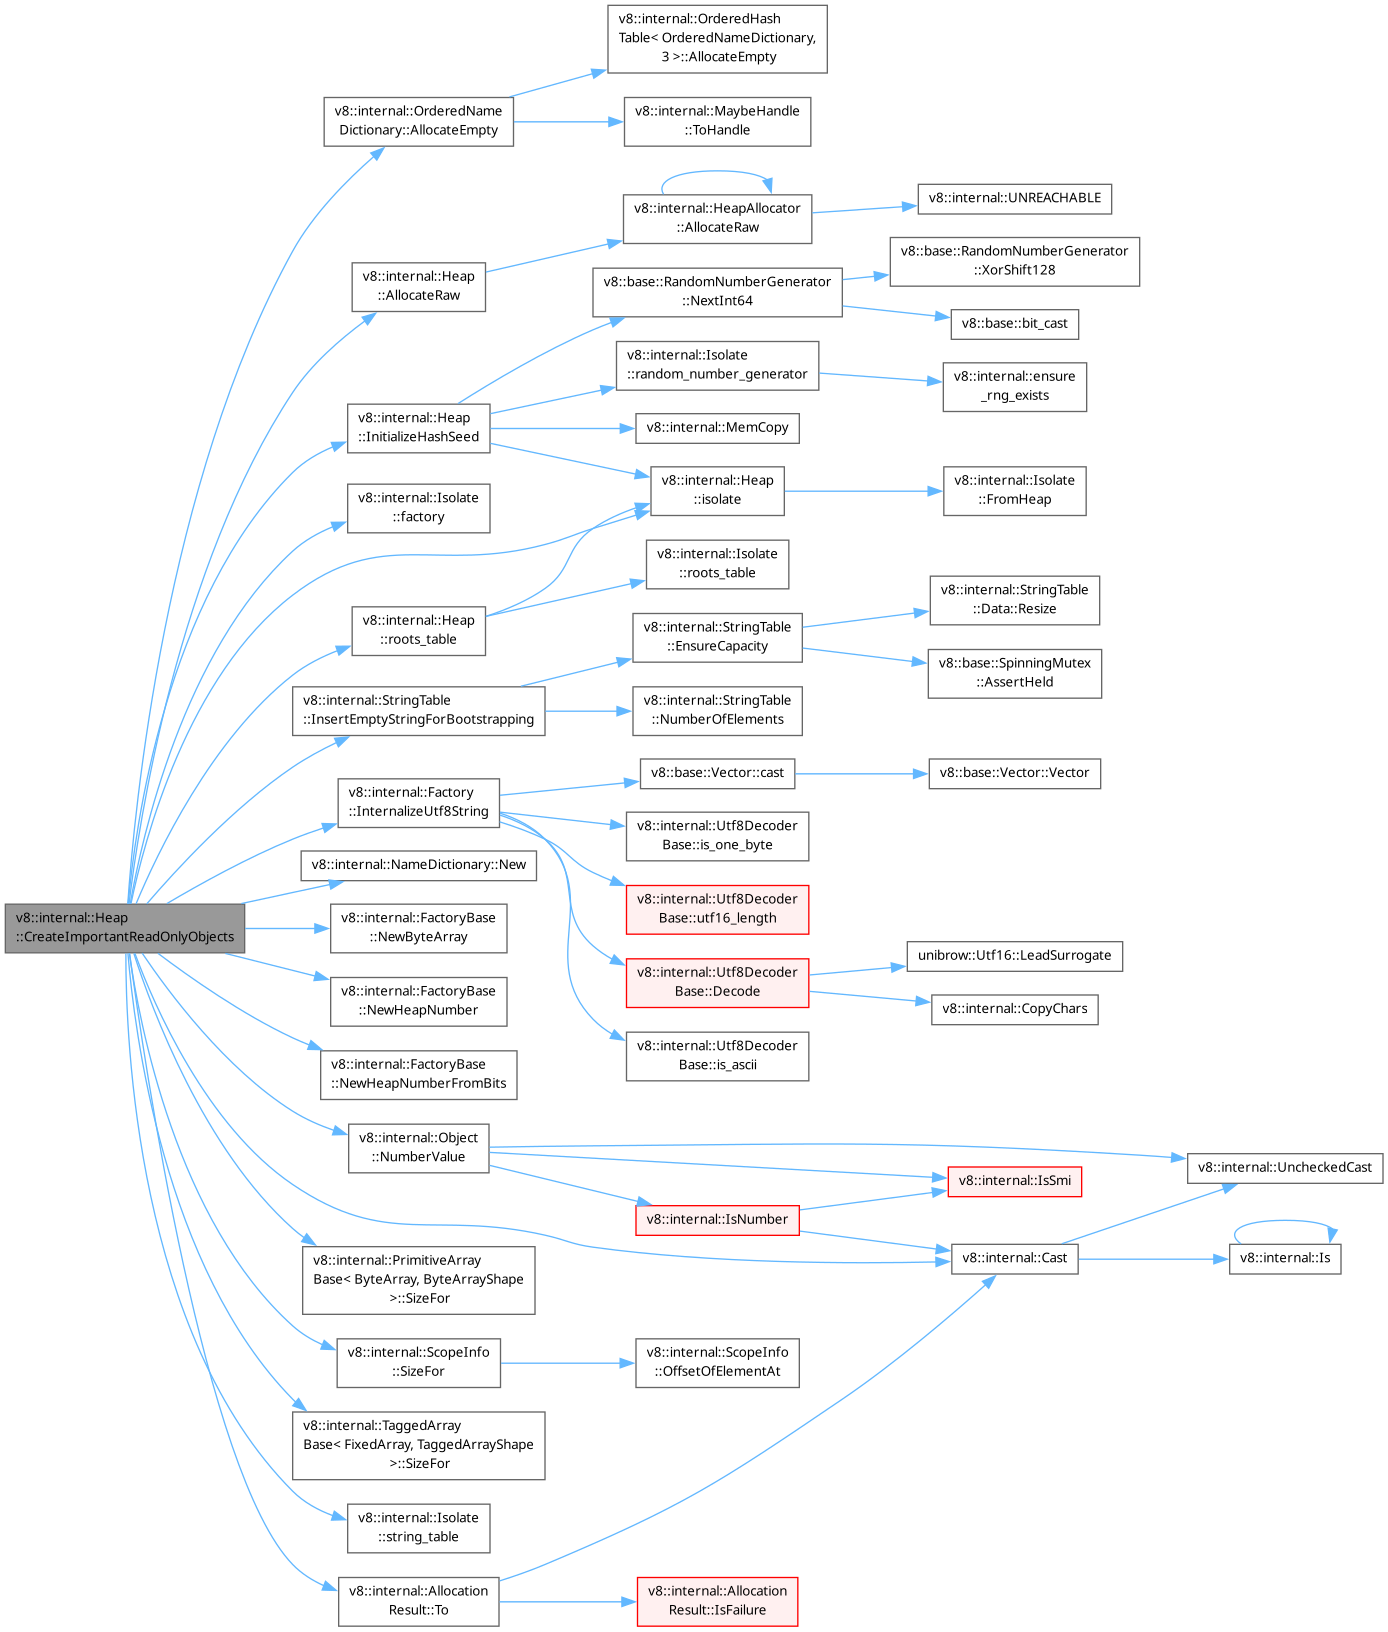 v8::internal::OrderedHash
Table< OrderedNameDictionary,
3 >::AllocateEmpty
v8::internal::OrderedName
Dictionary::AllocateEmpty
v8::internal::MaybeHandle
::ToHandle
v8::internal::HeapAllocator
::AllocateRaw
v8::internal::UNREACHABLE
v8::internal::Heap
::AllocateRaw
v8::base::RandomNumberGenerator
::NextInt64
v8::base::RandomNumberGenerator
::XorShift128
v8::base::bit_cast
v8::internal::Isolate
::random_number_generator
v8::internal::ensure
_rng_exists
v8::internal::Heap
::InitializeHashSeed
v8::internal::MemCopy
v8::internal::Heap
::isolate
v8::internal::Isolate
::FromHeap
v8::internal::Isolate
::factory
v8::internal::Isolate
::roots_table
v8::internal::Heap
::roots_table
v8::internal::StringTable
::EnsureCapacity
v8::internal::StringTable
::Data::Resize
v8::base::SpinningMutex
::AssertHeld
v8::internal::StringTable
::InsertEmptyStringForBootstrapping
v8::internal::StringTable
::NumberOfElements
v8::internal::Factory
::InternalizeUtf8String
v8::base::Vector::cast
v8::base::Vector::Vector
v8::internal::Utf8Decoder
Base::is_one_byte
v8::internal::NameDictionary::New
v8::internal::Utf8Decoder
Base::utf16_length
v8::internal::Heap
::CreateImportantReadOnlyObjects
v8::internal::FactoryBase
::NewByteArray
v8::internal::Utf8Decoder
Base::Decode
unibrow::Utf16::LeadSurrogate
v8::internal::CopyChars
v8::internal::FactoryBase
::NewHeapNumber
v8::internal::Utf8Decoder
Base::is_ascii
v8::internal::FactoryBase
::NewHeapNumberFromBits
v8::internal::Object
::NumberValue
v8::internal::UncheckedCast
v8::internal::IsSmi
v8::internal::IsNumber
v8::internal::Cast
v8::internal::Is
v8::internal::PrimitiveArray
Base< ByteArray, ByteArrayShape
>::SizeFor
v8::internal::ScopeInfo
::SizeFor
v8::internal::ScopeInfo
::OffsetOfElementAt
v8::internal::TaggedArray
Base< FixedArray, TaggedArrayShape
>::SizeFor
v8::internal::Isolate
::string_table
v8::internal::Allocation
Result::To
v8::internal::Allocation
Result::IsFailure